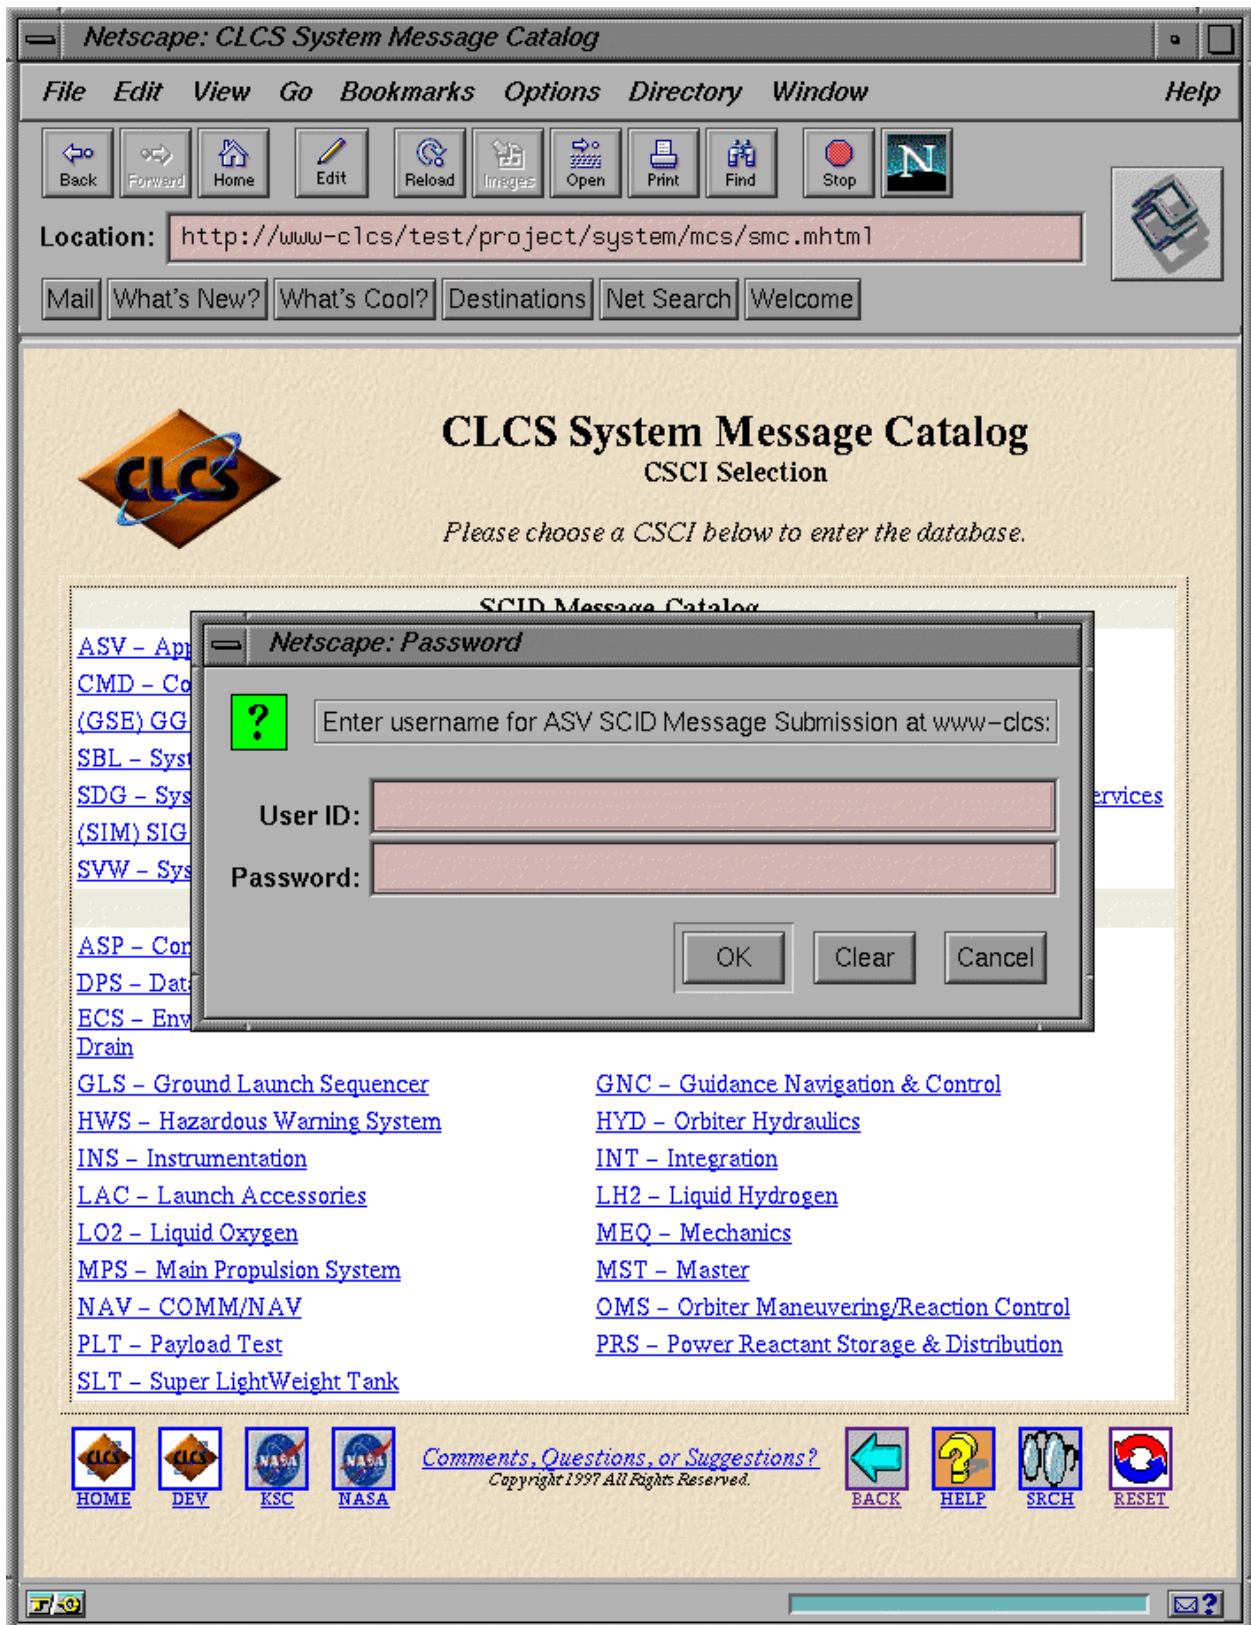 Netscape: CLCS System Message Catalog
File Edit View Go Bookmarks Options Directory Window Help
Back Forward Home Edit Reload Images Open Print Find Stop N
Location: http://www-clcs/test/project/system/mcs/smc.mhtml
Mail What's New? What's Cool? Destinations Net Search Welcome
CLCS
CLCS System Message Catalog
CSCI Selection
Please choose a CSCI below to enter the database.
SCID Message Catalog
ASV – App
CMD – Co
(GSE) GG
SBL – Syst
SDG – Sys
ervices
(SIM) SIG
SVW – Sys
Netscape: Password
? Enter username for ASV SCID Message Submission at www-clcs:
User ID:
Password:
OK Clear Cancel
ASP – Con
DPS – Data
ECS – Env
Drain
GLS – Ground Launch Sequencer GNC – Guidance Navigation & Control
HWS – Hazardous Warning System HYD – Orbiter Hydraulics
INS – Instrumentation INT – Integration
LAC – Launch Accessories LH2 – Liquid Hydrogen
LO2 – Liquid Oxygen MEQ – Mechanics
MPS – Main Propulsion System MST – Master
NAV – COMM/NAV OMS – Orbiter Maneuvering/Reaction Control
PLT – Payload Test PRS – Power Reactant Storage & Distribution
SLT – Super LightWeight Tank
CLCS CLCS NASA NASA
HOME DEV KSC NASA
Comments, Questions, or Suggestions?
Copyright 1997 All Rights Reserved.
BACK HELP SRCH RESET